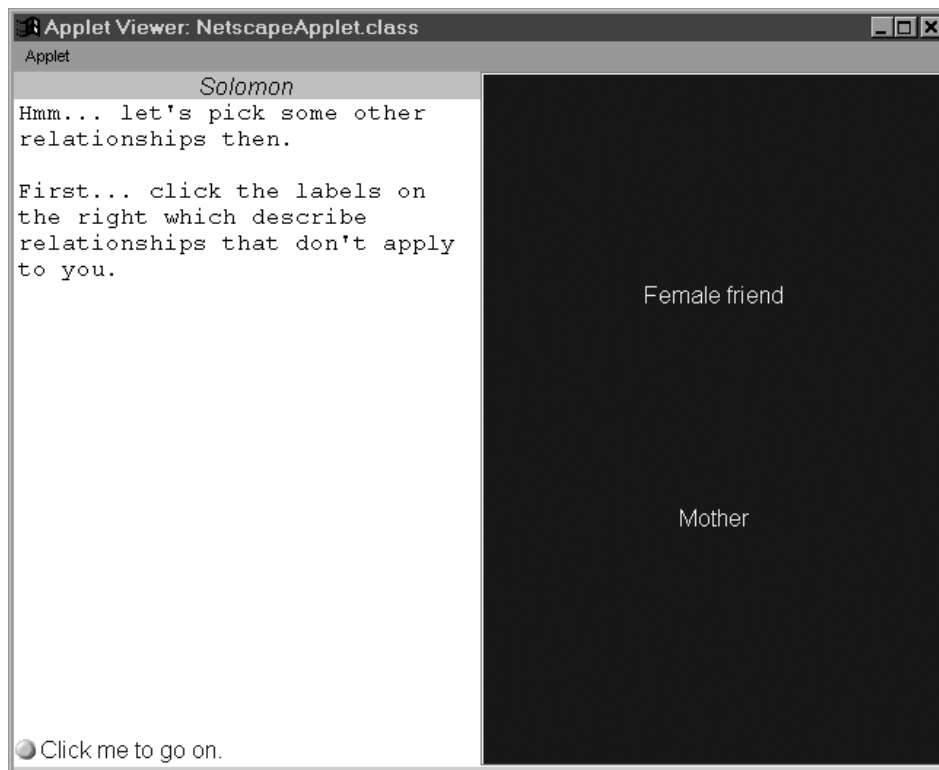 Applet Viewer: NetscapeApplet.class
Applet
Solomon
Hmm... let's pick some other
relationships then.
First... click the labels on
the right which describe
relationships that don't apply
to you.
Female friend
Mother
Click me to go on.